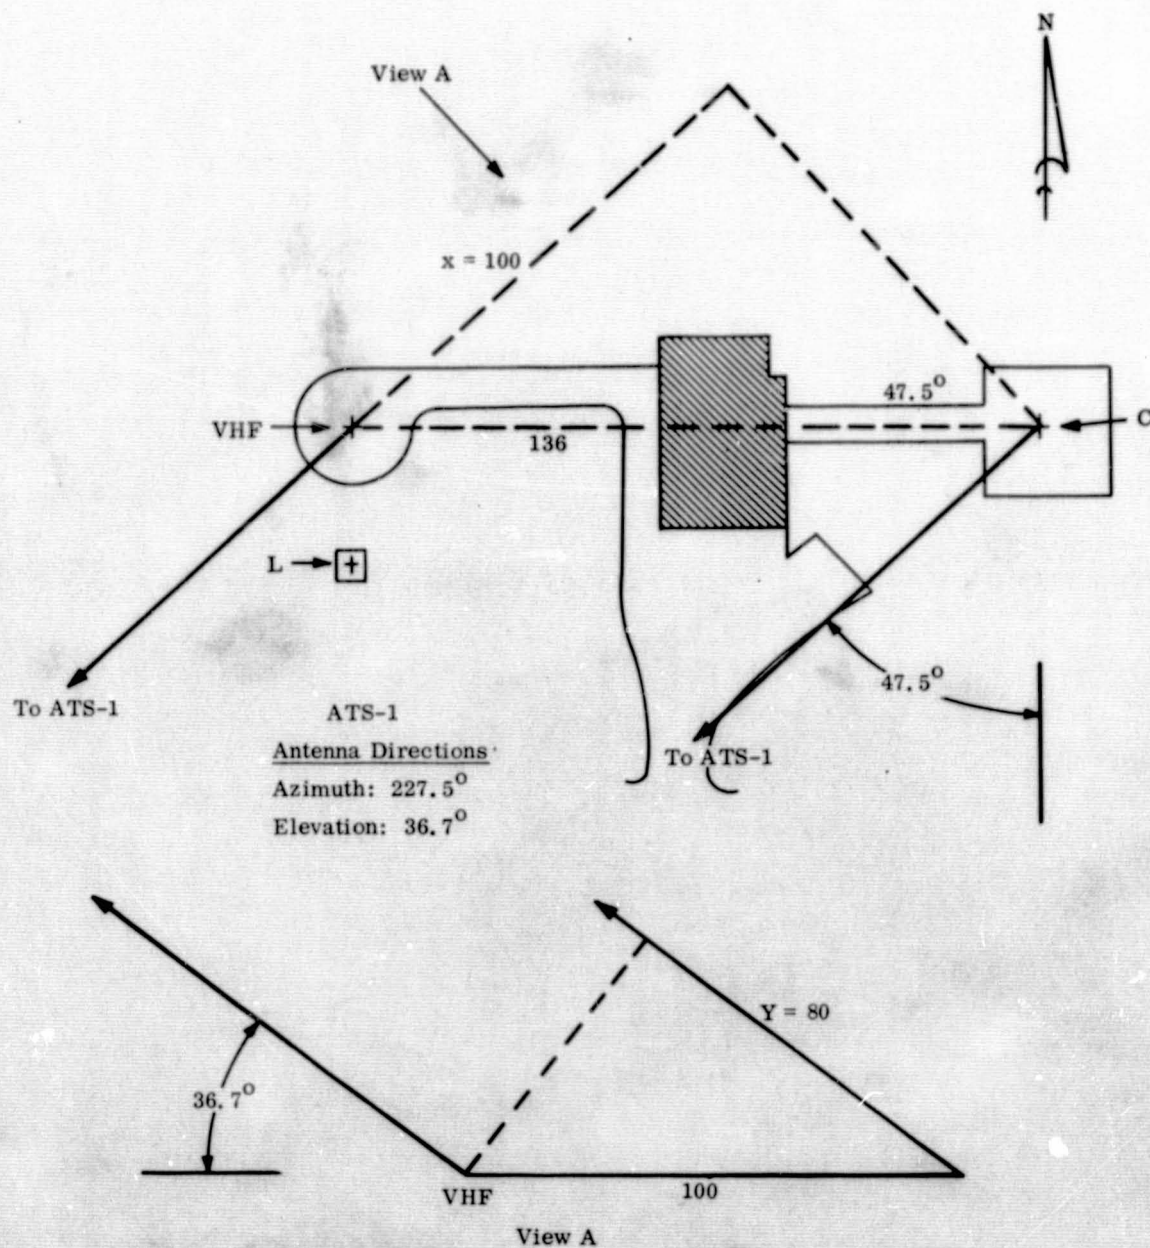 N
View A
x = 100
47.5°
VHF
136
C
L
47.5°
To ATS-1
ATS-1
To ATS-1
Antenna Directions
Azimuth: 227.5°
Elevation: 36.7°
Y = 80
36.7°
VHF
100
View A